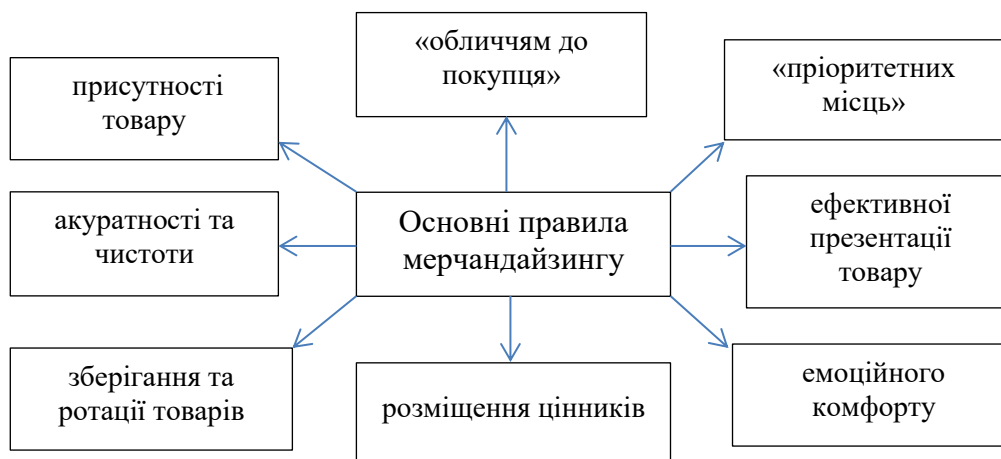 «обличчям до
покупця»
присутності
товару
«пріоритетних
місць»
акуратності та
чистоти
Основні правила
мерчандайзингу
ефективної
презентації
товару
зберігання та
ротації товарів
розміщення цінників
емоційного
комфорту